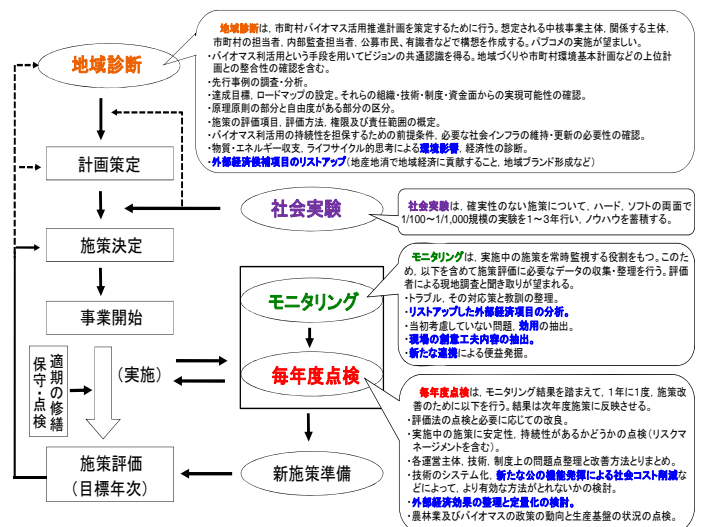 地域診断は, 市町村バイオマス活用推進計画を策定するために行う。想定される中核事業主体, 関係する主体,
市町村の担当者, 内部監査担当者, 公募市民, 有識者などで構想を作成する。パブコメの実施が望ましい。
・バイオマス利活用という手段を用いてビジョンの共通認識を得る。地域づくりや市町村環境基本計画などの上位計
画との整合性の確認を含む。
・先行事例の調査・分析。
・達成目標, ロードマップの設定。それらの組織・技術・制度・資金面からの実現可能性の確認。
・原理原則の部分と自由度がある部分の区分。
・施策の評価項目, 評価方法, 権限及び責任範囲の概定。
・バイオマス利活用の持続性を担保するための前提条件, 必要な社会インフラの維持・更新の必要性の確認。
・物質・エネルギー収支, ライフサイクル的思考による環境影響, 経済性の診断。
・外部経済候補項目のリストアップ(地産地消で地域経済に貢献すること, 地域ブランド形成など)
地域診断
計画策定
社会実験
社会実験は, 確実性のない施策について, ハード, ソフトの両面で
1/100~1/1,000規模の実験を1~3年行い, ノウハウを蓄積する。
施策決定
事業開始
モニタリング
モニタリングは, 実施中の施策を常時監視する役割をもつ。このた
め, 以下を含めて施策評価に必要なデータの収集・整理を行う。評価
者による現地調査と聞き取りが望まれる。
・トラブル, その対応策と教訓の整理。
・リストアップした外部経済項目の分析。
・当初考慮していない問題, 効用の抽出。
・現場の創意工夫内容の抽出。
・新たな連携による便益発掘。
適期の修繕
保守・点検
(実施)
毎年度点検
毎年度点検は, モニタリング結果を踏まえて, 1年に1度, 施策改
善のために以下を行う。結果は次年度施策に反映させる。
・評価法の点検と必要に応じての改良。
・実施中の施策に安定性, 持続性があるかどうかの点検(リスクマ
ネージメントを含む)。
・各運営主体, 技術, 制度上の問題点整理と改善方法とりまとめ。
・技術のシステム化, 新たな公の機能発揮による社会コスト削減な
どによって, より有効な方法がとれないかの検討。
・外部経済効果の整理と定量化の検討。
・農林業及びバイオマスの政策の動向と生産基盤の状況の点検。
施策評価
(目標年次)
新施策準備